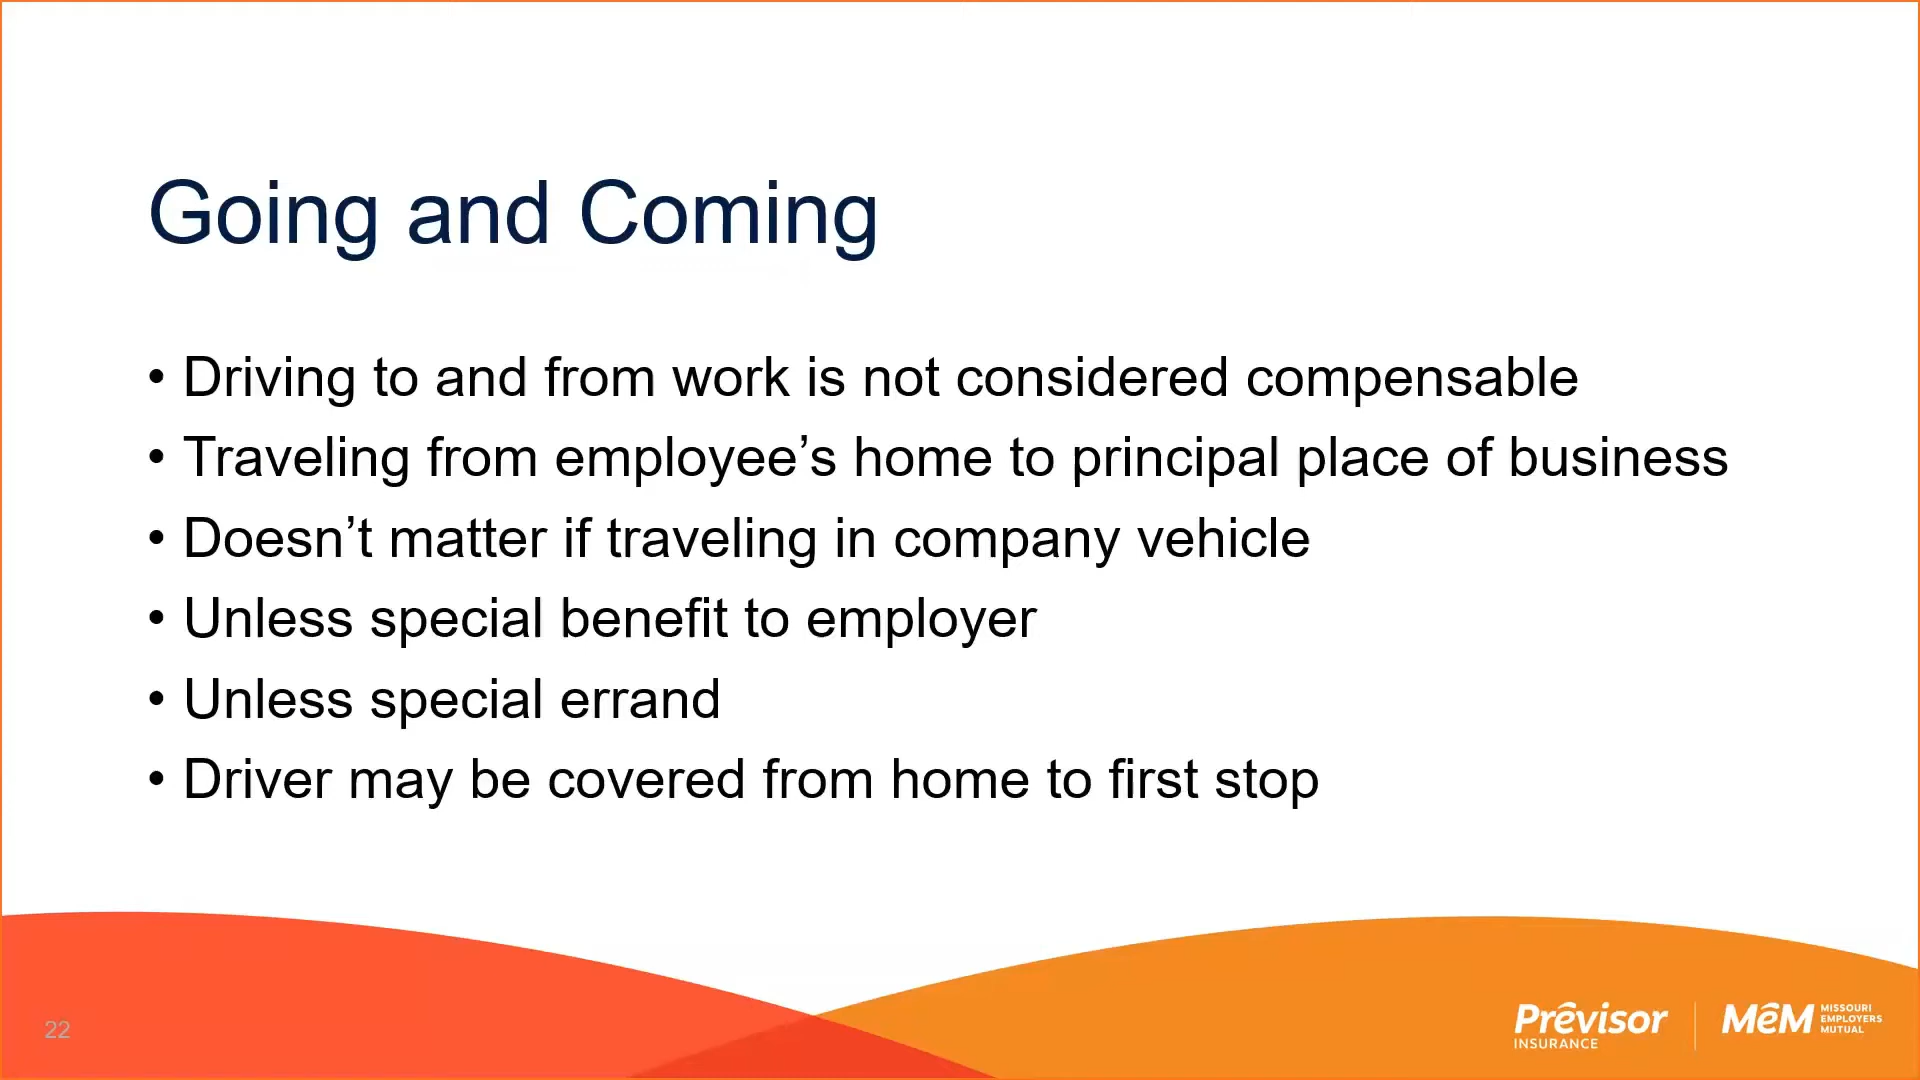 Going and Coming
• Driving to and from work is not considered compensable
• Traveling from employee’s home to principal place of business
• Doesn’t matter if traveling in company vehicle
• Unless special benefit to employer
• Unless special errand
• Driver may be covered from home to first stop
22
Prēvisor
INSURANCE
MēM
MISSOURI
EMPLOYERS
MUTUAL